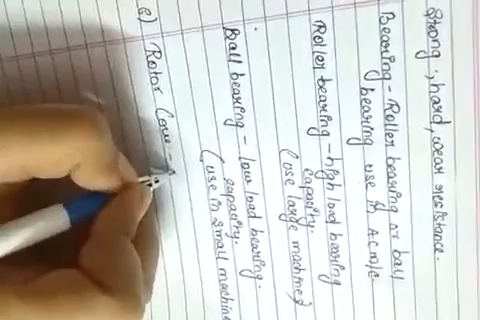 Strong, hard, wear resistance.
Bearing - Roller bearing or ball
bearing use in A.C m/c
Roller bearing - high load bearing
capacity.
(use large machines)
Ball bearing - low load bearing.
capacity.
(use in small machine
c) Rotor Core -